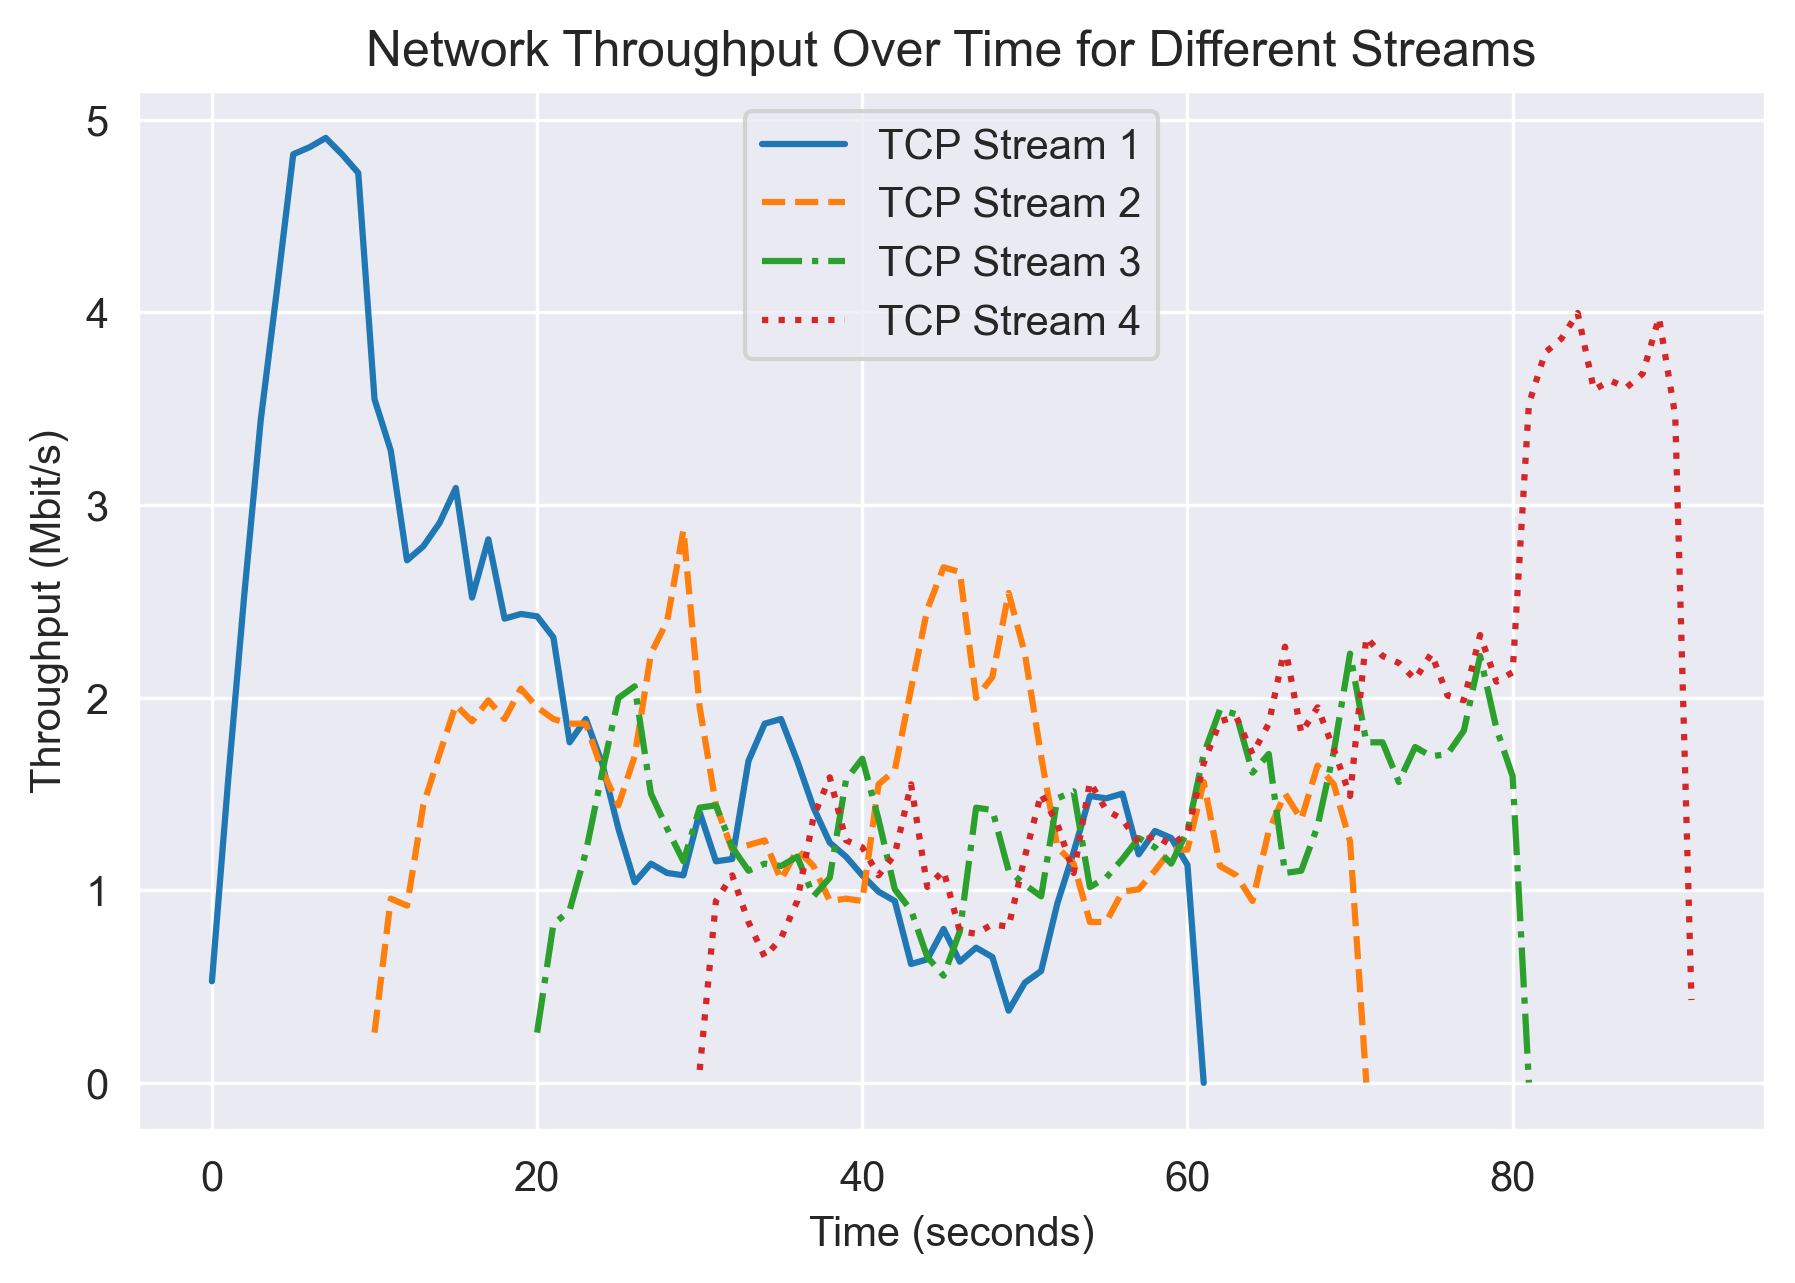 Network Throughput Over Time for Different Streams
TCP Stream 1
TCP Stream 2
TCP Stream 3
TCP Stream 4
Throughput (Mbit/s)
5
4
3
2
1
0
0 20 40 60 80
Time (seconds)